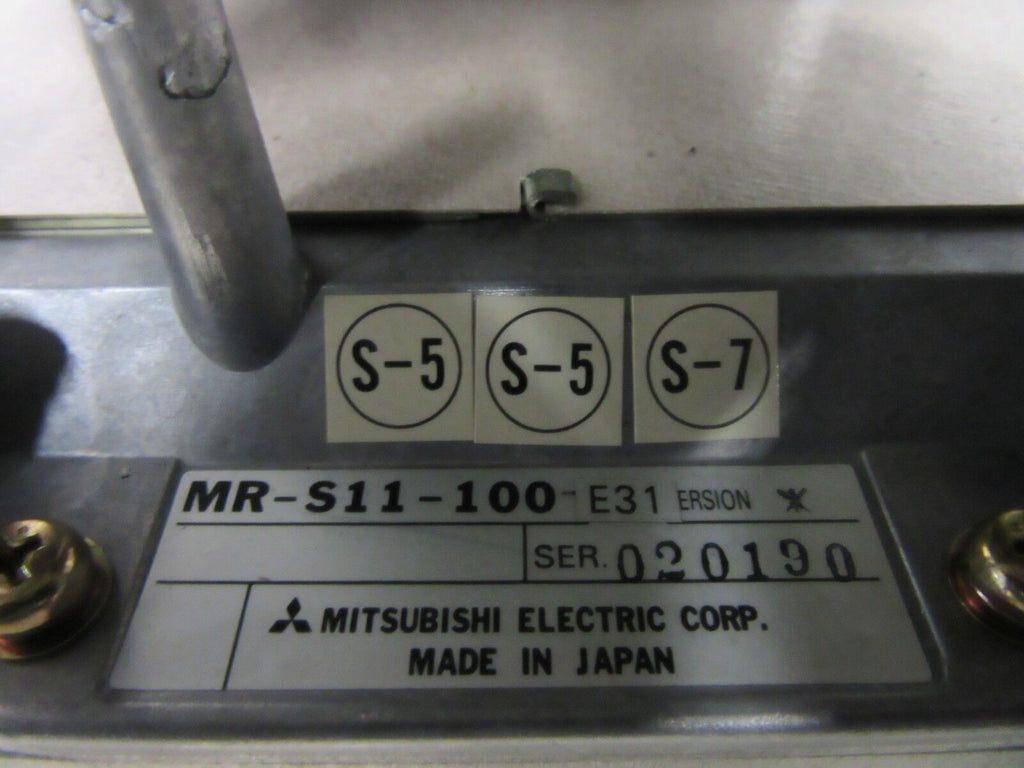 S-5 S-5 S-7
MR-S11-100-E31 ERSION
SER. 020190
MITSUBISHI ELECTRIC CORP.
MADE IN JAPAN